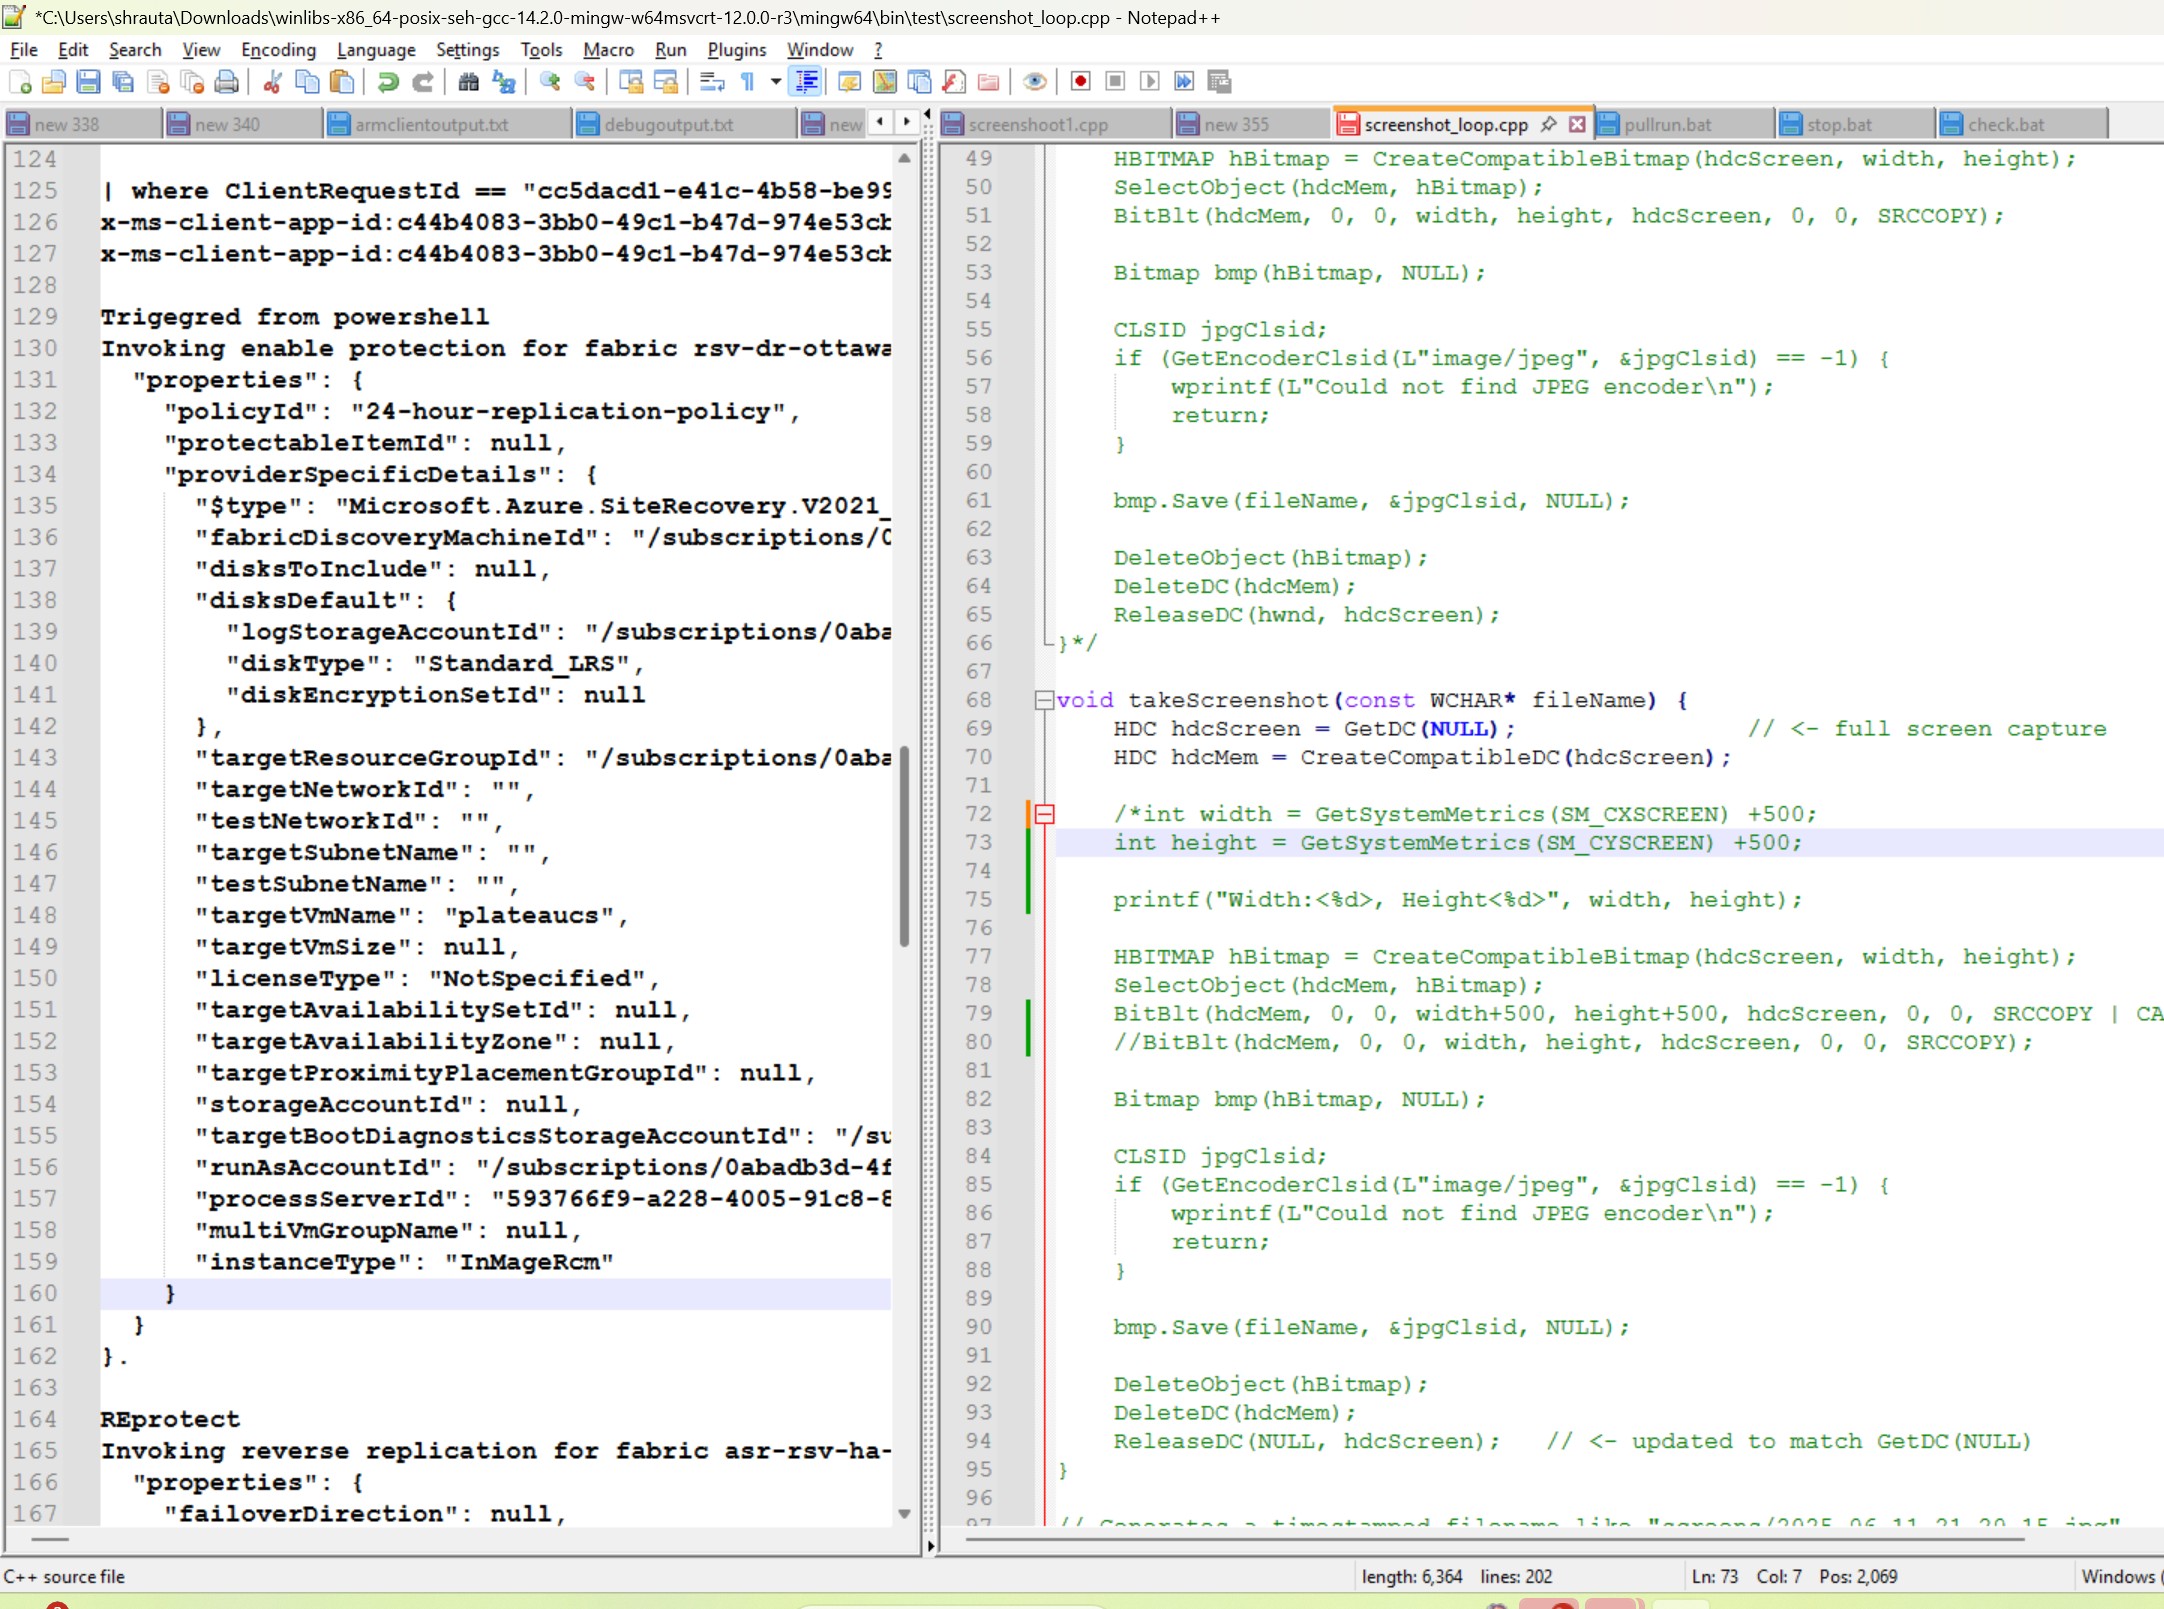 *C:\Users\shrauta\Downloads\winlibs-x86_64-posix-seh-gcc-14.2.0-mingw-w64msvcrt-12.0.0-r3\mingw64\bin\test\screenshot_loop.cpp - Notepad++
File Edit Search View Encoding Language Settings Tools Macro Run Plugins Window ?
new 338 new 340 armclientoutput.txt debugoutput.txt new
124
125 | where ClientRequestId == "cc5dacd1-e41c-4b58-be99
126 x-ms-client-app-id:c44b4083-3bb0-49c1-b47d-974e53cb
127 x-ms-client-app-id:c44b4083-3bb0-49c1-b47d-974e53cb
128
129 Trigegred from powershell
130 Invoking enable protection for fabric rsv-dr-ottawa
131 "properties": {
132 "policyId": "24-hour-replication-policy",
133 "protectableItemId": null,
134 "providerSpecificDetails": {
135 "$type": "Microsoft.Azure.SiteRecovery.V2021_
136 "fabricDiscoveryMachineId": "/subscriptions/0
137 "disksToInclude": null,
138 "disksDefault": {
139 "logStorageAccountId": "/subscriptions/0aba
140 "diskType": "Standard_LRS",
141 "diskEncryptionSetId": null
142 },
143 "targetResourceGroupId": "/subscriptions/0aba
144 "targetNetworkId": "",
145 "testNetworkId": "",
146 "targetSubnetName": "",
147 "testSubnetName": "",
148 "targetVmName": "plateaucs",
149 "targetVmSize": null,
150 "licenseType": "NotSpecified",
151 "targetAvailabilitySetId": null,
152 "targetAvailabilityZone": null,
153 "targetProximityPlacementGroupId": null,
154 "storageAccountId": null,
155 "targetBootDiagnosticsStorageAccountId": "/su
156 "runAsAccountId": "/subscriptions/0abadb3d-4f
157 "processServerId": "593766f9-a228-4005-91c8-8
158 "multiVmGroupName": null,
159 "instanceType": "InMageRcm"
160 }
161 }
162 }.
163
164 REprotect
165 Invoking reverse replication for fabric asr-rsv-ha-
166 "properties": {
167 "failoverDirection": null,
screenshoot1.cpp new 355 screenshot_loop.cpp pullrun.bat stop.bat check.bat
49 HBITMAP hBitmap = CreateCompatibleBitmap(hdcScreen, width, height);
50 SelectObject(hdcMem, hBitmap);
51 BitBlt(hdcMem, 0, 0, width, height, hdcScreen, 0, 0, SRCCOPY);
52
53 Bitmap bmp(hBitmap, NULL);
54
55 CLSID jpgClsid;
56 if (GetEncoderClsid(L"image/jpeg", &jpgClsid) == -1) {
57 wprintf(L"Could not find JPEG encoder\n");
58 return;
59 }
60
61 bmp.Save(fileName, &jpgClsid, NULL);
62
63 DeleteObject(hBitmap);
64 DeleteDC(hdcMem);
65 ReleaseDC(hwnd, hdcScreen);
66 }*/
67
68 void takeScreenshot(const WCHAR* fileName) {
69 HDC hdcScreen = GetDC(NULL); // <- full screen capture
70 HDC hdcMem = CreateCompatibleDC(hdcScreen);
71
72 /*int width = GetSystemMetrics(SM_CXSCREEN) +500;
73 int height = GetSystemMetrics(SM_CYSCREEN) +500;
74
75 printf("Width:<%d>, Height<%d>", width, height);
76
77 HBITMAP hBitmap = CreateCompatibleBitmap(hdcScreen, width, height);
78 SelectObject(hdcMem, hBitmap);
79 BitBlt(hdcMem, 0, 0, width+500, height+500, hdcScreen, 0, 0, SRCCOPY | CA
80 //BitBlt(hdcMem, 0, 0, width, height, hdcScreen, 0, 0, SRCCOPY);
81
82 Bitmap bmp(hBitmap, NULL);
83
84 CLSID jpgClsid;
85 if (GetEncoderClsid(L"image/jpeg", &jpgClsid) == -1) {
86 wprintf(L"Could not find JPEG encoder\n");
87 return;
88 }
89
90 bmp.Save(fileName, &jpgClsid, NULL);
91
92 DeleteObject(hBitmap);
93 DeleteDC(hdcMem);
94 ReleaseDC(NULL, hdcScreen); // <- updated to match GetDC(NULL)
95 }
96
97 // Generates a timestamped filename like
C++ source file length: 6,364 lines: 202 Ln: 73 Col: 7 Pos: 2,069 Windows (